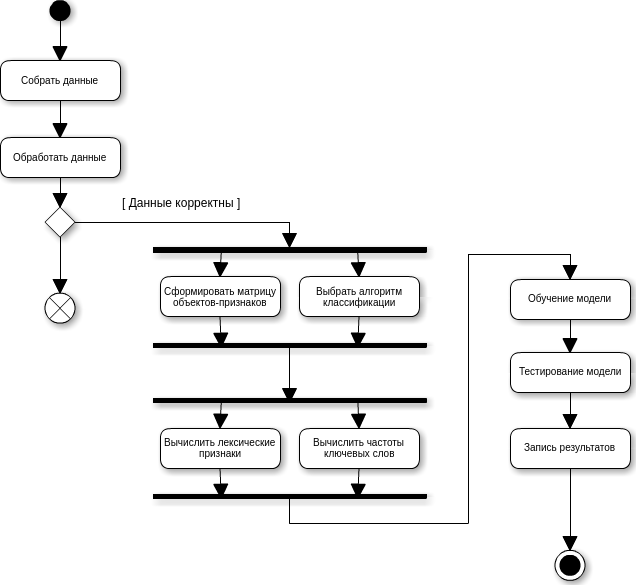 Собрать данные
Обработать данные
[ Данные корректны ]
Сформировать матрицу
объектов-признаков
Выбрать алгоритм
классификации
Вычислить лексические
признаки
Вычислить частоты
ключевых слов
Обучение модели
Тестирование модели
Запись результатов